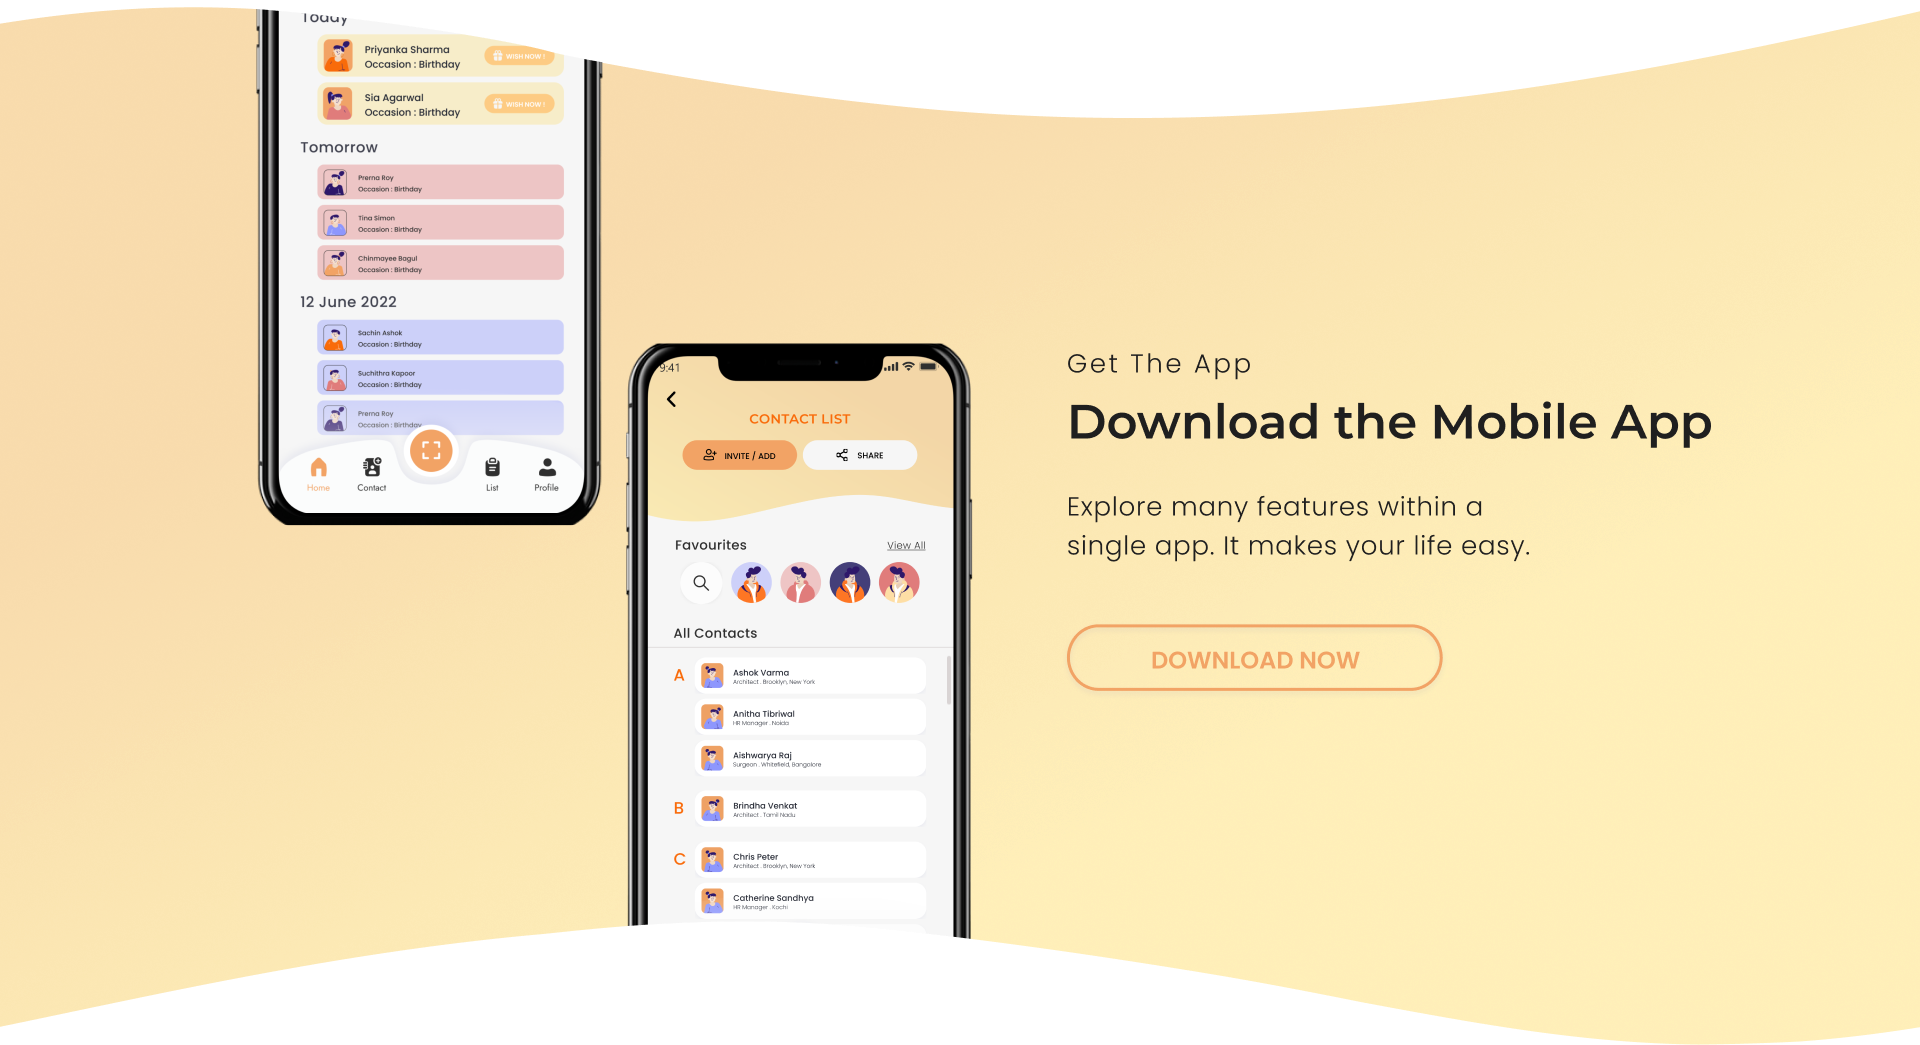 Today
Priyanka Sharma
Occasion : Birthday
WISH NOW !
Sia Agarwal
Occasion : Birthday
WISH NOW !
Tomorrow
Prerna Roy
Occasion : Birthday
Tina Simon
Occasion : Birthday
Chinmayee Bagul
Occasion : Birthday
12 June 2022
Sachin Ashok
Occasion : Birthday
Suchithra Kapoor
Occasion : Birthday
Prerna Roy
Occasion : Birthday
Home
Contact
List
Profile
9:41
CONTACT LIST
INVITE / ADD
SHARE
Favourites
View All
All Contacts
A
Ashok Varma
Architect . Brooklyn, New York
Anitha Tibriwal
HR Manager . Noida
Aishwarya Raj
Surgeon . Whitefield, Bangalore
B
Brindha Venkat
Architect . Tamil Nadu
C
Chris Peter
Architect . Brooklyn, New York
Catherine Sandhya
HR Manager . Kochi
Get The App
Download the Mobile App
Explore many features within a
single app. It makes your life easy.
DOWNLOAD NOW